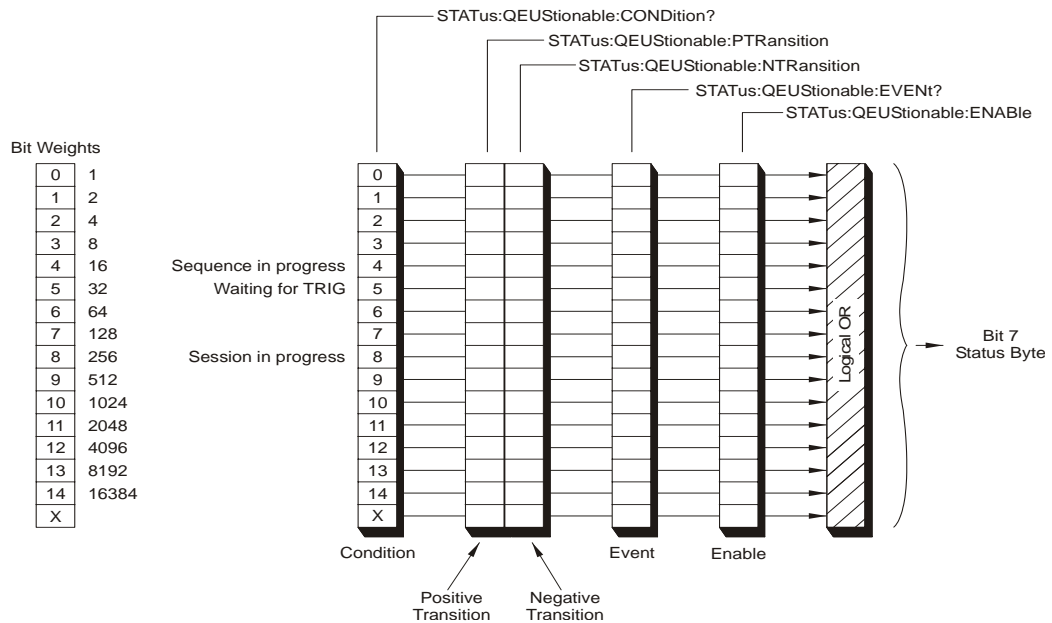 STATus:QEUStionable:CONDition?
STATus:QEUStionable:PTRansition
STATus:QEUStionable:NTRansition
STATus:QEUStionable:EVENt?
STATus:QEUStionable:ENABle
Bit Weights
0 1
1 2
2 4
3 8
4 16
5 32
6 64
7 128
8 256
9 512
10 1024
11 2048
12 4096
13 8192
14 16384
X
0
1
2
3
Sequence in progress 4
Waiting for TRIG 5
6
7
Session in progress 8
9
10
11
12
13
14
X
Logical OR
Bit 7
Status Byte
Condition
Event
Enable
Positive
Transition
Negative
Transition